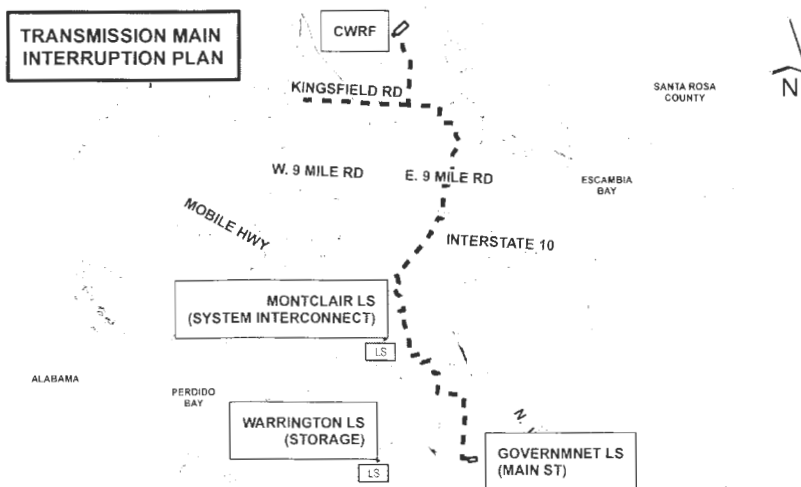 TRANSMISSION MAIN
INTERRUPTION PLAN
CWRF
N
KINGSFIELD RD
SANTA ROSA
COUNTY
W. 9 MILE RD
E. 9 MILE RD
ESCAMBIA
BAY
MOBILE HWY
INTERSTATE 10
MONTCLAIR LS
(SYSTEM INTERCONNECT)
LS
ALABAMA
PERDIDO
BAY
WARRINGTON LS
(STORAGE)
LS
N.
GOVERNMNET LS
(MAIN ST)